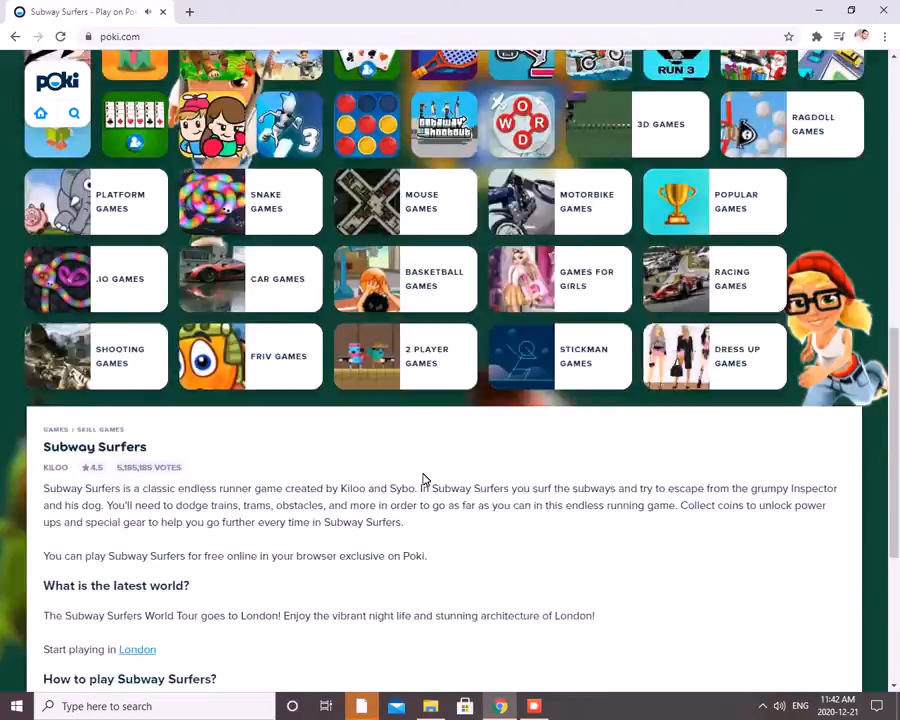 Subway Surfers - Play on Po
poki.com
poki
RUN 3
3
GETAWAY SHOOTOUT
O
W R
D
3D GAMES
RAGDOLL
GAMES
PLATFORM
GAMES
SNAKE
GAMES
MOUSE
GAMES
MOTORBIKE
GAMES
POPULAR
GAMES
.IO GAMES
CAR GAMES
BASKETBALL
GAMES
GAMES FOR
GIRLS
RACING
GAMES
SHOOTING
GAMES
FRIV GAMES
2 PLAYER
GAMES
STICKMAN
GAMES
DRESS UP
GAMES
GAMES › SKILL GAMES
Subway Surfers
KILOO ★4.5 5,185,185 VOTES
Subway Surfers is a classic endless runner game created by Kiloo and Sybo. In Subway Surfers you surf the subways and try to escape from the grumpy Inspector
and his dog. You'll need to dodge trains, trams, obstacles, and more in order to go as far as you can in this endless running game. Collect coins to unlock power
ups and special gear to help you go further every time in Subway Surfers.
You can play Subway Surfers for free online in your browser exclusive on Poki.
What is the latest world?
The Subway Surfers World Tour goes to London! Enjoy the vibrant night life and stunning architecture of London!
Start playing in London
How to play Subway Surfers?
Type here to search
ENG
11:42 AM
2020-12-21